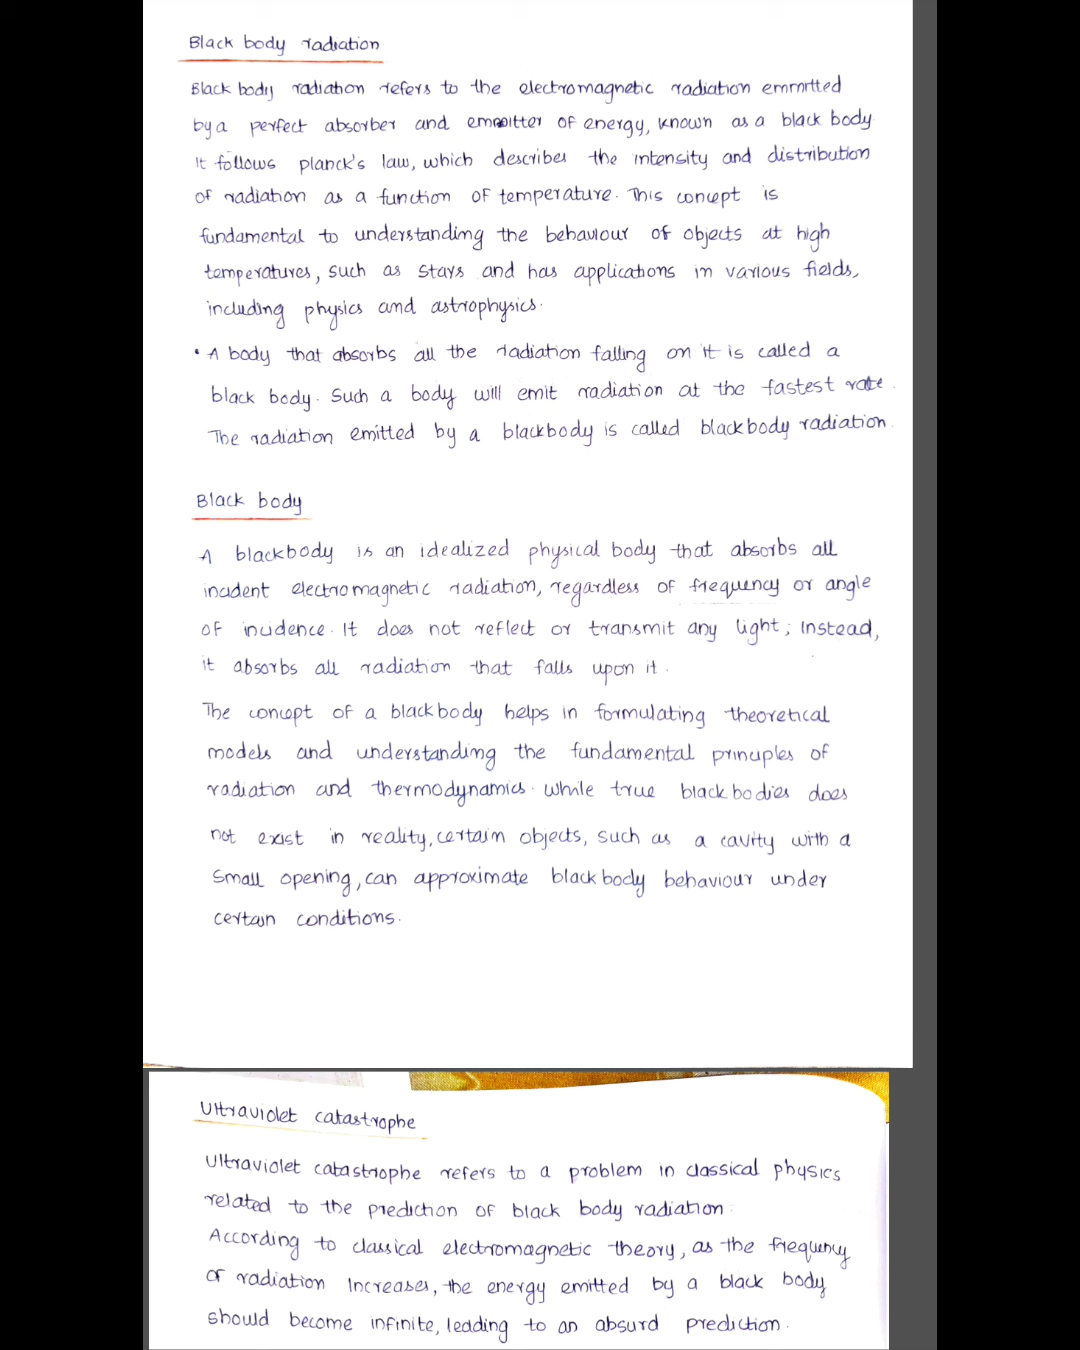 Black body radiation
Black body radiation refers to the electromagnetic radiation emmitted
by a perfect absorber and emmitter of energy, known as a black body
It follows planck's law, which describes the intensity and distribution
of radiation as a function of temperature. This concept is
fundamental to understanding the behaviour of objects at high
temperatures, such as stars and has applications in various fields,
including physics and astrophysics.
• A body that absorbs all the radiation falling on it is called a
black body. Such a body will emit radiation at the fastest rate.
The radiation emitted by a blackbody is called blackbody radiation.
Black body
A blackbody is an idealized physical body that absorbs all
incident electromagnetic radiation, regardless of frequency or angle
of incidence. It does not reflect or transmit any light; instead,
it absorbs all radiation that falls upon it.
The concept of a blackbody helps in formulating theoretical
models and understanding the fundamental principles of
radiation and thermodynamics. While true blackbodies does
not exist in reality, certain objects, such as a cavity with a
small opening, can approximate blackbody behaviour under
certain conditions.
Ultraviolet catastrophe
Ultraviolet catastrophe refers to a problem in classical physics
related to the prediction of black body radiation.
According to classical electromagnetic theory, as the frequency
of radiation increases, the energy emitted by a black body
should become infinite, leading to an absurd prediction.